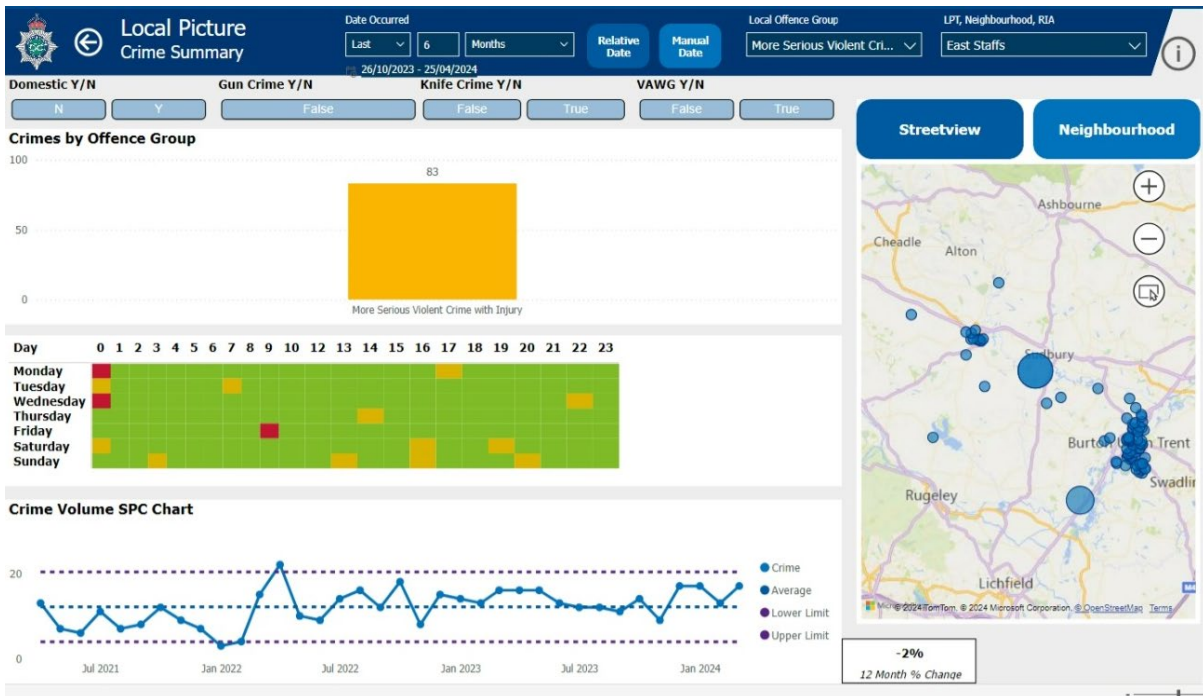 Local Picture
Crime Summary
Date Occurred
Last 6 Months
26/10/2023 - 25/04/2024
Relative Date
Manual Date
Local Offence Group
More Serious Violent Cri...
LPT, Neighbourhood, RIA
East Staffs
Domestic Y/N
N Y
Gun Crime Y/N
False
Knife Crime Y/N
False True
VAWG Y/N
False True
Crimes by Offence Group
100
50
0
83
More Serious Violent Crime with Injury
Day 0 1 2 3 4 5 6 7 8 9 10 12 13 14 15 16 17 18 19 20 21 22 23
Monday
Tuesday
Wednesday
Thursday
Friday
Saturday
Sunday
Crime Volume SPC Chart
20
0
Jul 2021 Jan 2022 Jul 2022 Jan 2023 Jul 2023 Jan 2024
Crime
Average
Lower Limit
Upper Limit
Streetview
Neighbourhood
Ashbourne
Cheadle
Alton
Sudbury
Trent
Rugeley
Lichfield
© 2024 TomTom, © 2024 Microsoft Corporation, © OpenStreetMap Terms
-2%
12 Month % Change